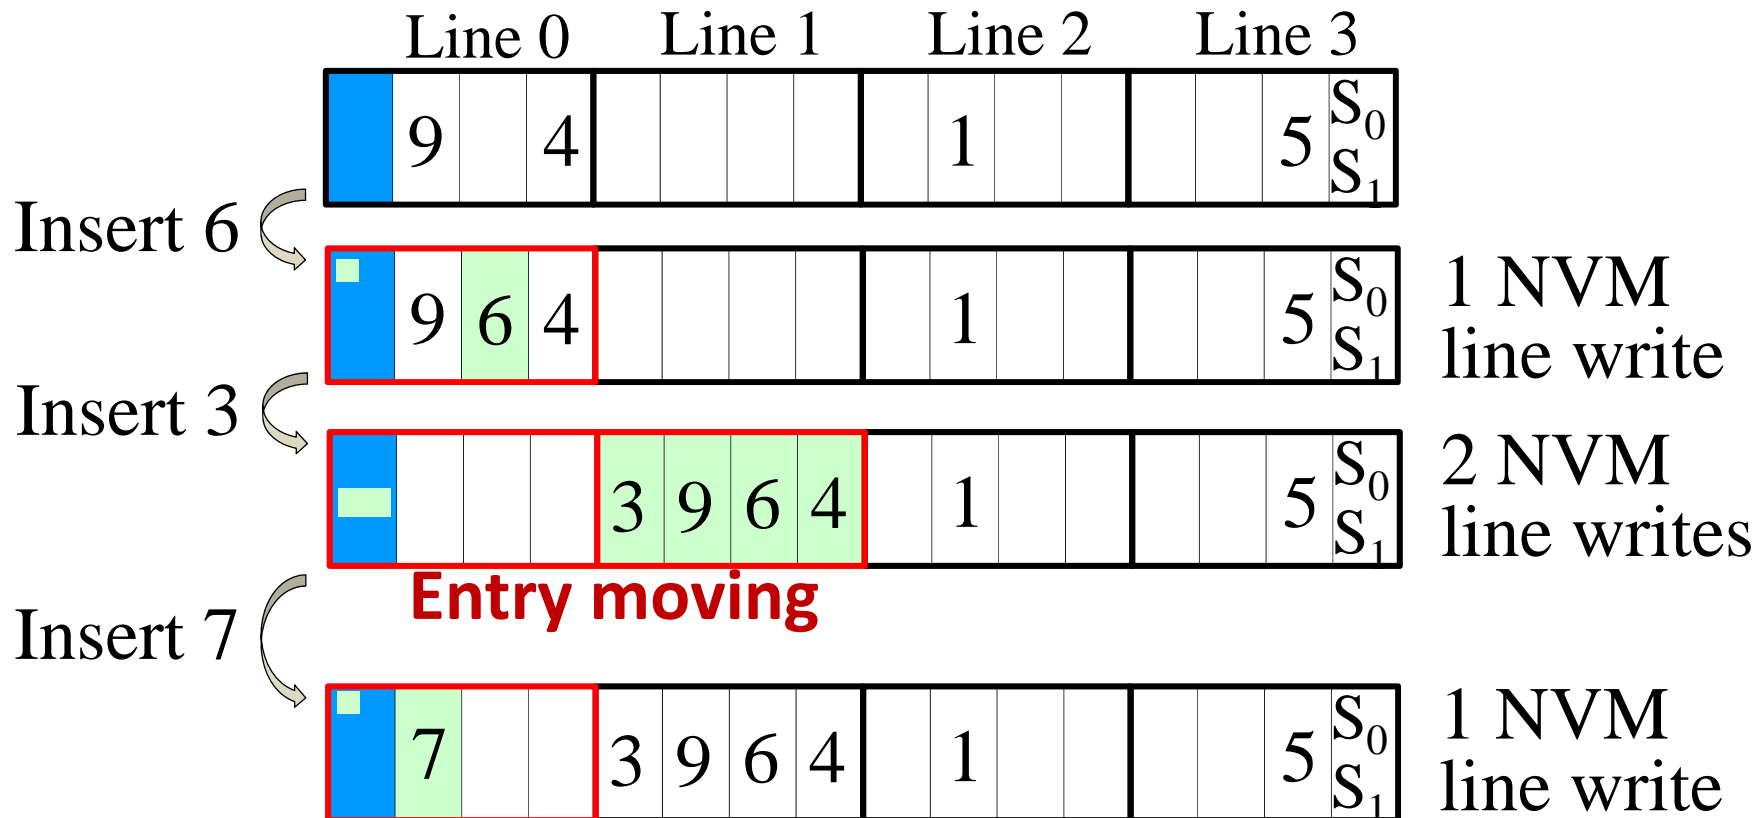 Line 0 Line 1 Line 2 Line 3
9 4 1 5 S0 S1
Insert 6
9 6 4 1 5 S0 S1
1 NVM
line write
Insert 3
3 9 6 4 1 5 S0 S1
2 NVM
line writes
Entry moving
Insert 7
7 3 9 6 4 1 5 S0 S1
1 NVM
line write